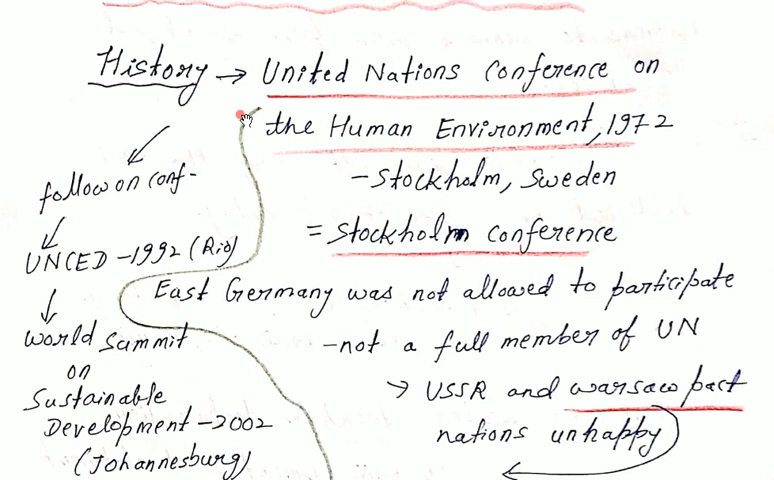 History → United Nations Conference on
the Human Environment, 1972
- Stockholm, Sweden
= Stockholm conference
East Germany was not allowed to participate
- not a full member of UN
→ USSR and warsaw pact
nations unhappy
follow on conf-
UNCED - 1992 (Rio)
World Summit
on
Sustainable
Development - 2002
(Johannesburg)